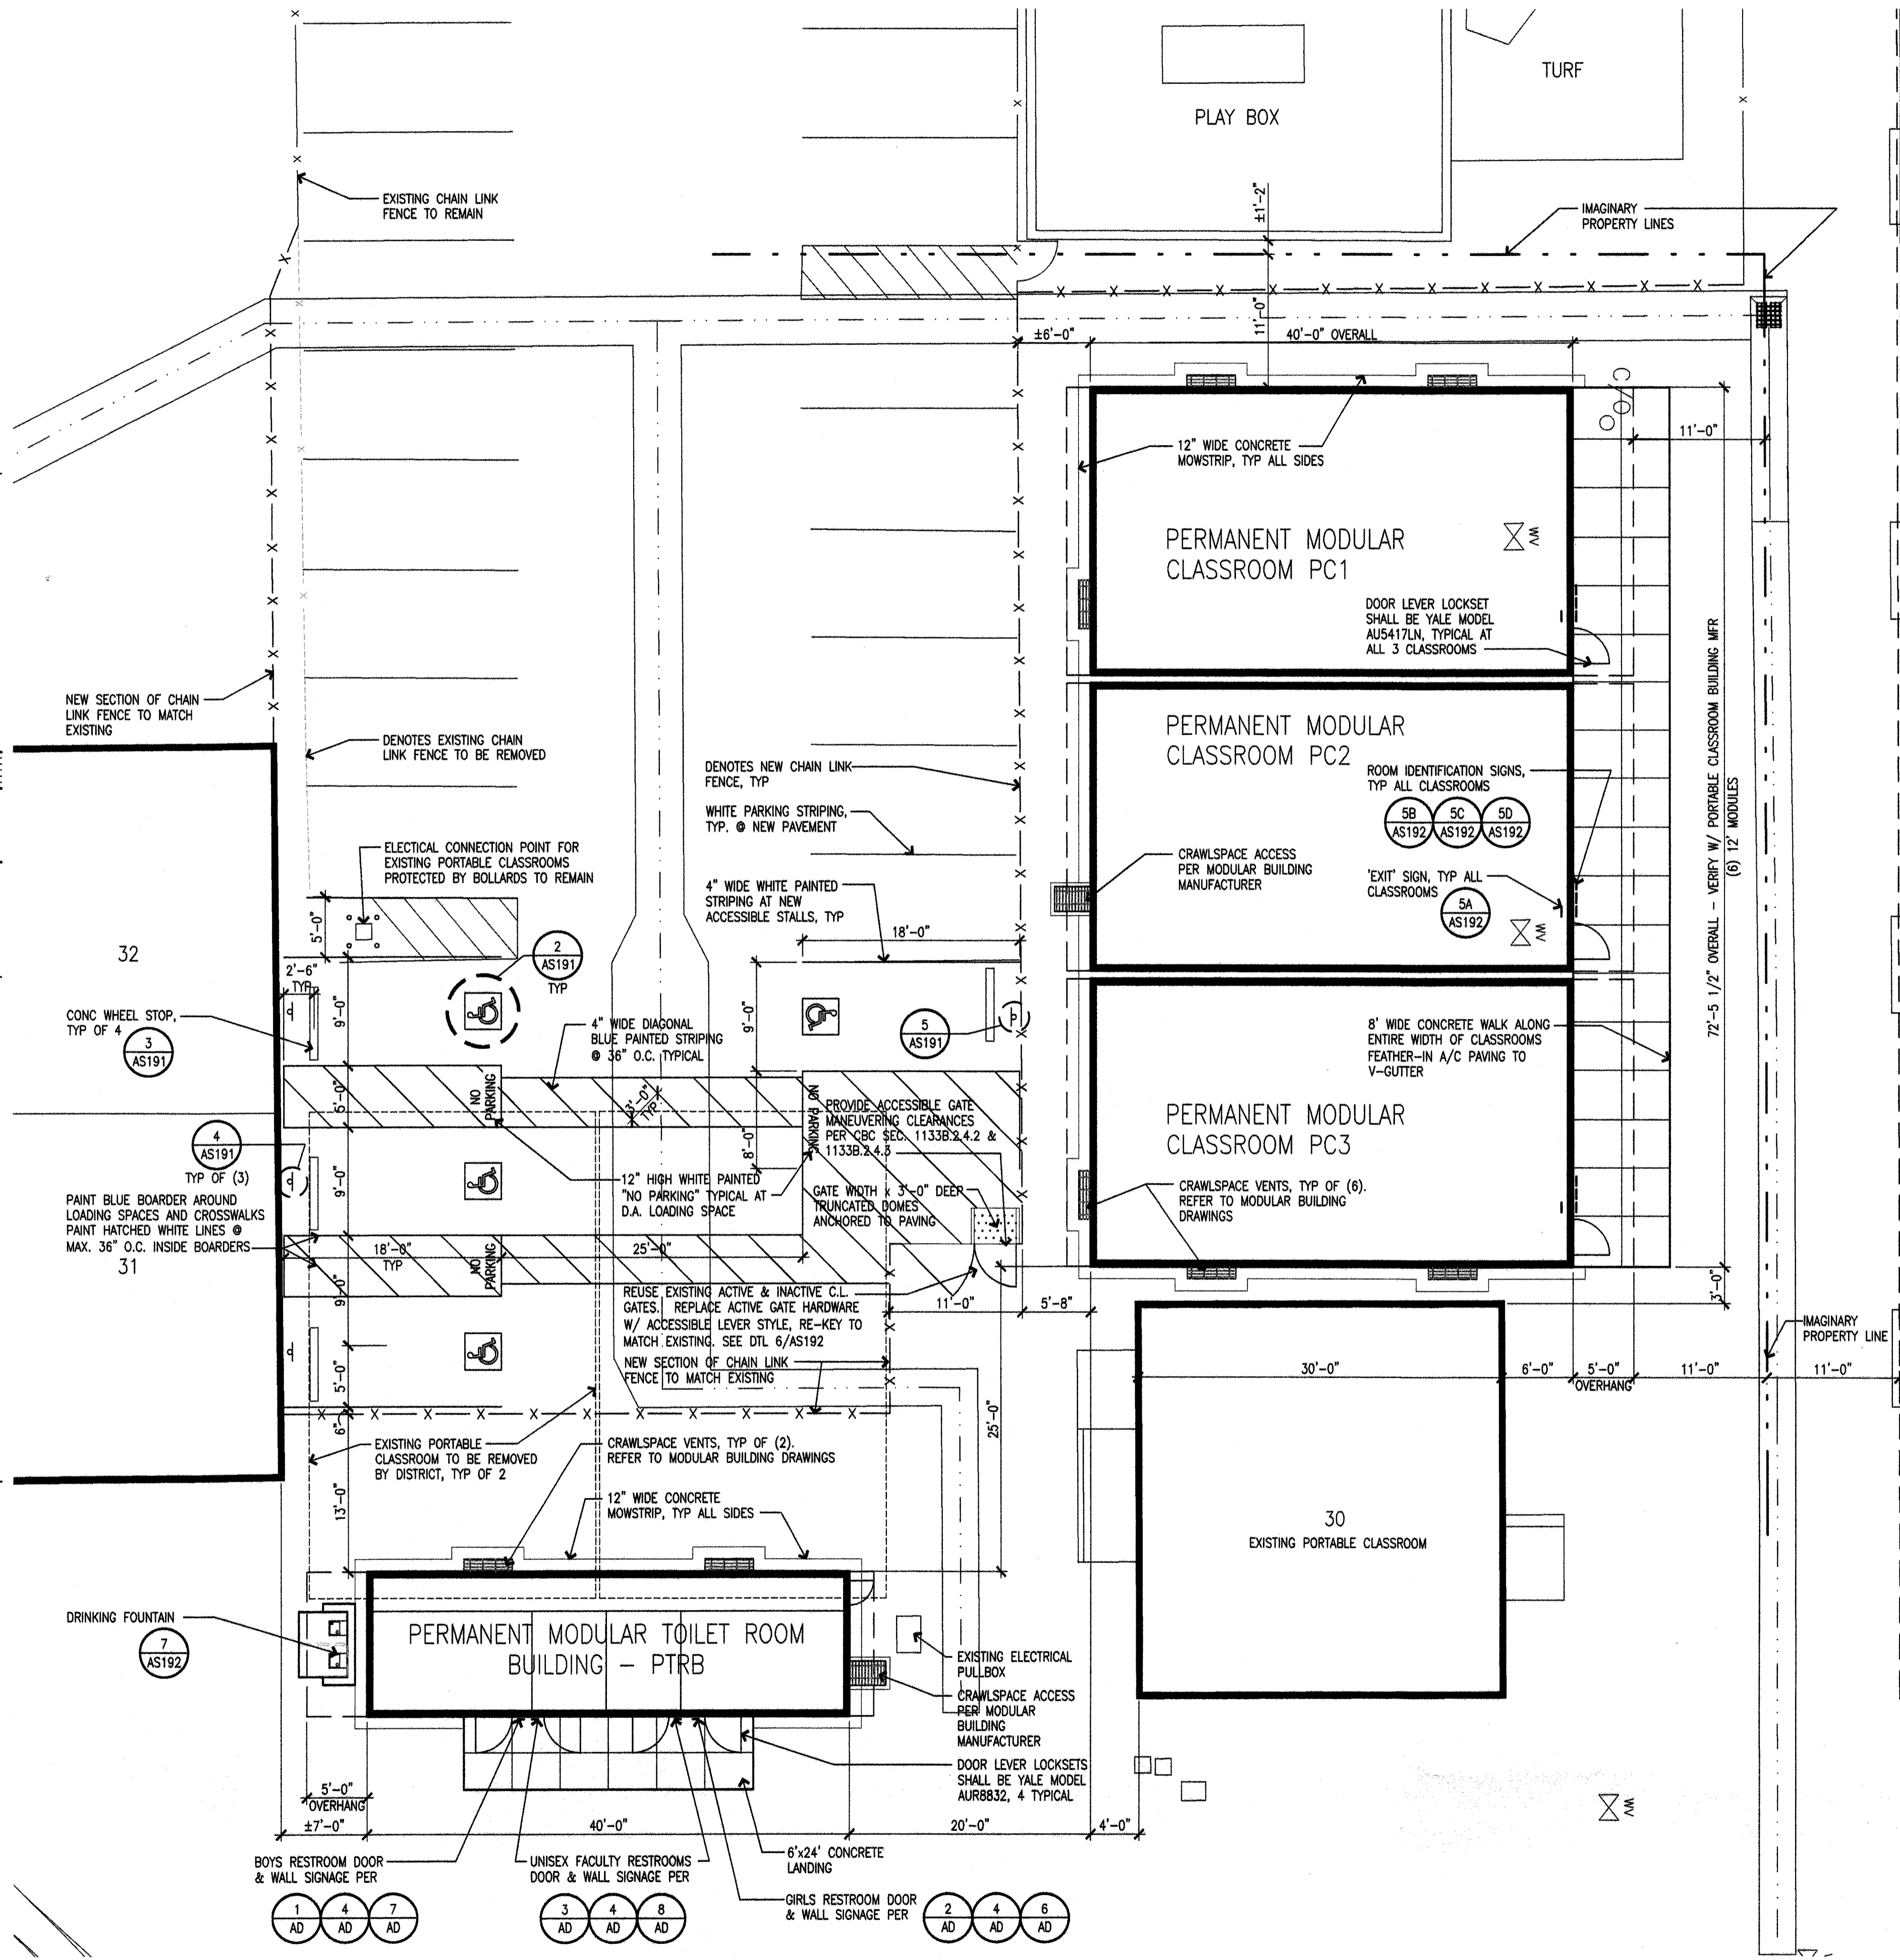 TURF
PLAY BOX
EXISTING CHAIN LINK
FENCE TO REMAIN
±1'-2"
IMAGINARY
PROPERTY LINES
11'-0"
±6'-0"
40'-0" OVERALL
C/O
11'-0"
12" WIDE CONCRETE
MOWSTRIP, TYP ALL SIDES
PERMANENT MODULAR
CLASSROOM PC1
WV
DOOR LEVER LOCKSET
SHALL BE YALE MODEL
AU5417LN, TYPICAL AT
ALL 3 CLASSROOMS
72'-5 1/2" OVERALL - VERIFY W/ PORTABLE CLASSROOM BUILDING MFR
(6) 12' MODULES
NEW SECTION OF CHAIN
LINK FENCE TO MATCH
EXISTING
DENOTES EXISTING CHAIN
LINK FENCE TO BE REMOVED
PERMANENT MODULAR
CLASSROOM PC2
DENOTES NEW CHAIN LINK
FENCE, TYP
ROOM IDENTIFICATION SIGNS,
TYP ALL CLASSROOMS
5B
AS192
5C
AS192
5D
AS192
WHITE PARKING STRIPING,
TYP. @ NEW PAVEMENT
ELECTICAL CONNECTION POINT FOR
EXISTING PORTABLE CLASSROOMS
PROTECTED BY BOLLARDS TO REMAIN
CRAWLSPACE ACCESS
PER MODULAR BUILDING
MANUFACTURER
'EXIT' SIGN, TYP ALL
CLASSROOMS
5A
AS192
WV
4" WIDE WHITE PAINTED
STRIPING AT NEW
ACCESSIBLE STALLS, TYP
5'-0"
18'-0"
32
2
AS191
TYP
2'-6"
TYP
9'-0"
CONC WHEEL STOP,
TYP OF 4
3
AS191
4" WIDE DIAGONAL
BLUE PAINTED STRIPING
@ 36" O.C. TYPICAL
9'-0"
5
AS191
8' WIDE CONCRETE WALK ALONG
ENTIRE WIDTH OF CLASSROOMS
FEATHER-IN A/C PAVING TO
V-GUTTER
NO
PARKING
5'-0"
3'-0"
TYP
NO PARKING
PROVIDE ACCESSIBLE GATE
MANEUVERING CLEARANCES
PER CBC SEC. 1133B.2.4.2 &
1133B.2.4.3
8'-0"
PERMANENT MODULAR
CLASSROOM PC3
4
AS191
TYP OF (3)
9'-0"
12" HIGH WHITE PAINTED
"NO PARKING" TYPICAL AT
D.A. LOADING SPACE
GATE WIDTH x 3'-0" DEEP
TRUNCATED DOMES
ANCHORED TO PAVING
CRAWLSPACE VENTS, TYP OF (6).
REFER TO MODULAR BUILDING
DRAWINGS
PAINT BLUE BOARDER AROUND
LOADING SPACES AND CROSSWALKS
PAINT HATCHED WHITE LINES @
MAX. 36" O.C. INSIDE BOARDERS
31
18'-0"
TYP
NO
PARKING
25'-0"
9'-0"
REUSE EXISTING ACTIVE & INACTIVE C.L.
GATES. REPLACE ACTIVE GATE HARDWARE
W/ ACCESSIBLE LEVER STYLE, RE-KEY TO
MATCH EXISTING. SEE DTL 6/AS192
11'-0"
5'-8"
3'-0"
IMAGINARY
PROPERTY LINE
NEW SECTION OF CHAIN LINK
FENCE TO MATCH EXISTING
5'-0"
30'-0"
6'-0"
5'-0"
OVERHANG
11'-0"
11'-0"
6"
25'-0"
EXISTING PORTABLE
CLASSROOM TO BE REMOVED
BY DISTRICT, TYP OF 2
CRAWLSPACE VENTS, TYP OF (2).
REFER TO MODULAR BUILDING DRAWINGS
13'-0"
12" WIDE CONCRETE
MOWSTRIP, TYP ALL SIDES
30
EXISTING PORTABLE CLASSROOM
DRINKING FOUNTAIN
7
AS192
PERMANENT MODULAR TOILET ROOM
BUILDING - PTRB
EXISTING ELECTRICAL
PULLBOX
CRAWLSPACE ACCESS
PER MODULAR
BUILDING
MANUFACTURER
DOOR LEVER LOCKSETS
SHALL BE YALE MODEL
AUR8832, 4 TYPICAL
WV
5'-0"
OVERHANG
±7'-0"
40'-0"
20'-0"
4'-0"
BOYS RESTROOM DOOR
& WALL SIGNAGE PER
1
AD
4
AD
7
AD
UNISEX FACULTY RESTROOMS
DOOR & WALL SIGNAGE PER
3
AD
4
AD
8
AD
6'x24' CONCRETE
LANDING
GIRLS RESTROOM DOOR
& WALL SIGNAGE PER
2
AD
4
AD
6
AD